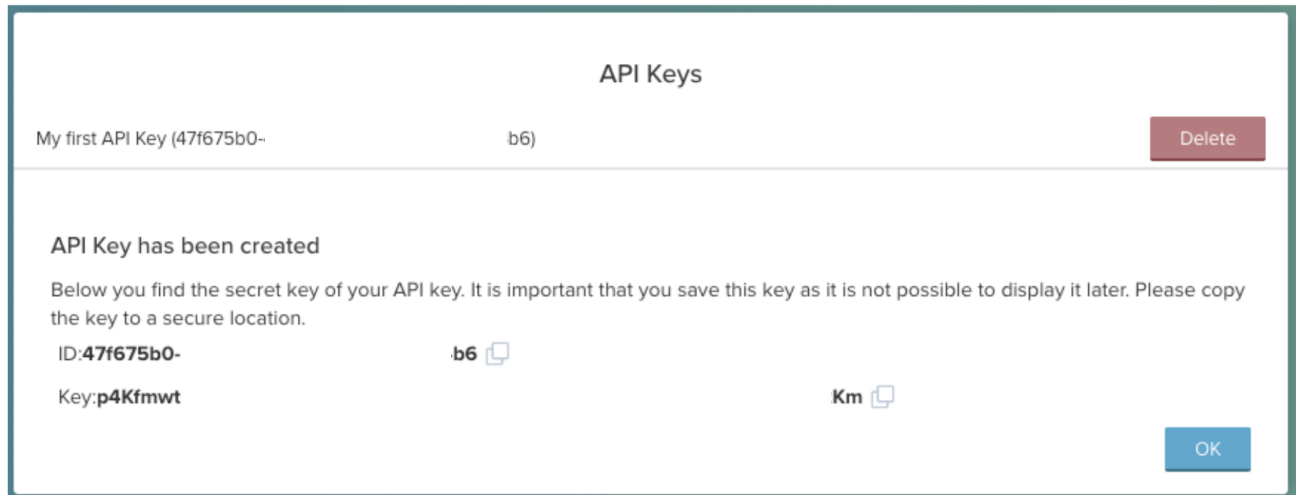 API Keys
My first API Key (47f675b0- b6)
Delete
API Key has been created
Below you find the secret key of your API key. It is important that you save this key as it is not possible to display it later. Please copy
the key to a secure location.
ID:47f675b0- b6
Key:p4Kfmwt Km
OK